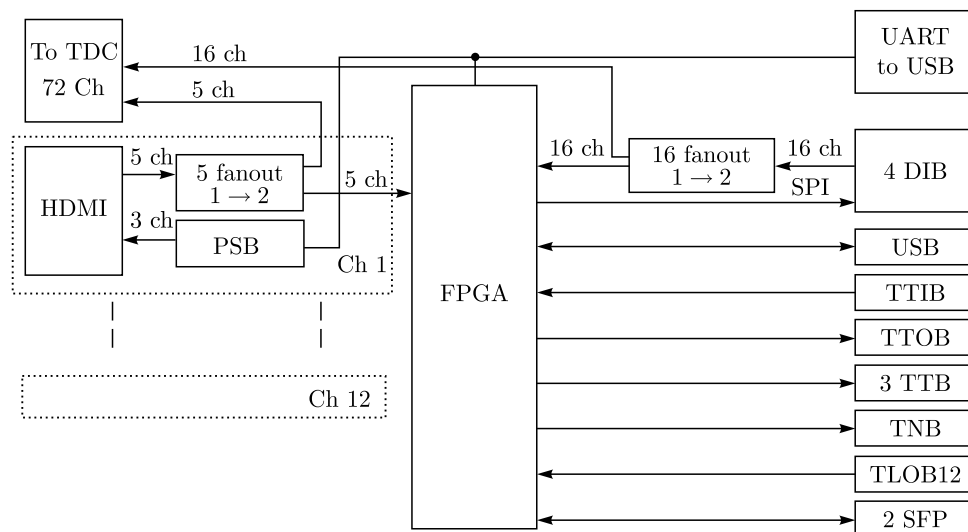 To TDC
72 Ch
16 ch
5 ch
UART
to USB
HDMI
5 ch
5 fanout
1 → 2
5 ch
3 ch
PSB
Ch 1
Ch 12
FPGA
16 ch
16 fanout
1 → 2
16 ch
SPI
4 DIB
USB
TTIB
TTOB
3 TTB
TNB
TLOB12
2 SFP